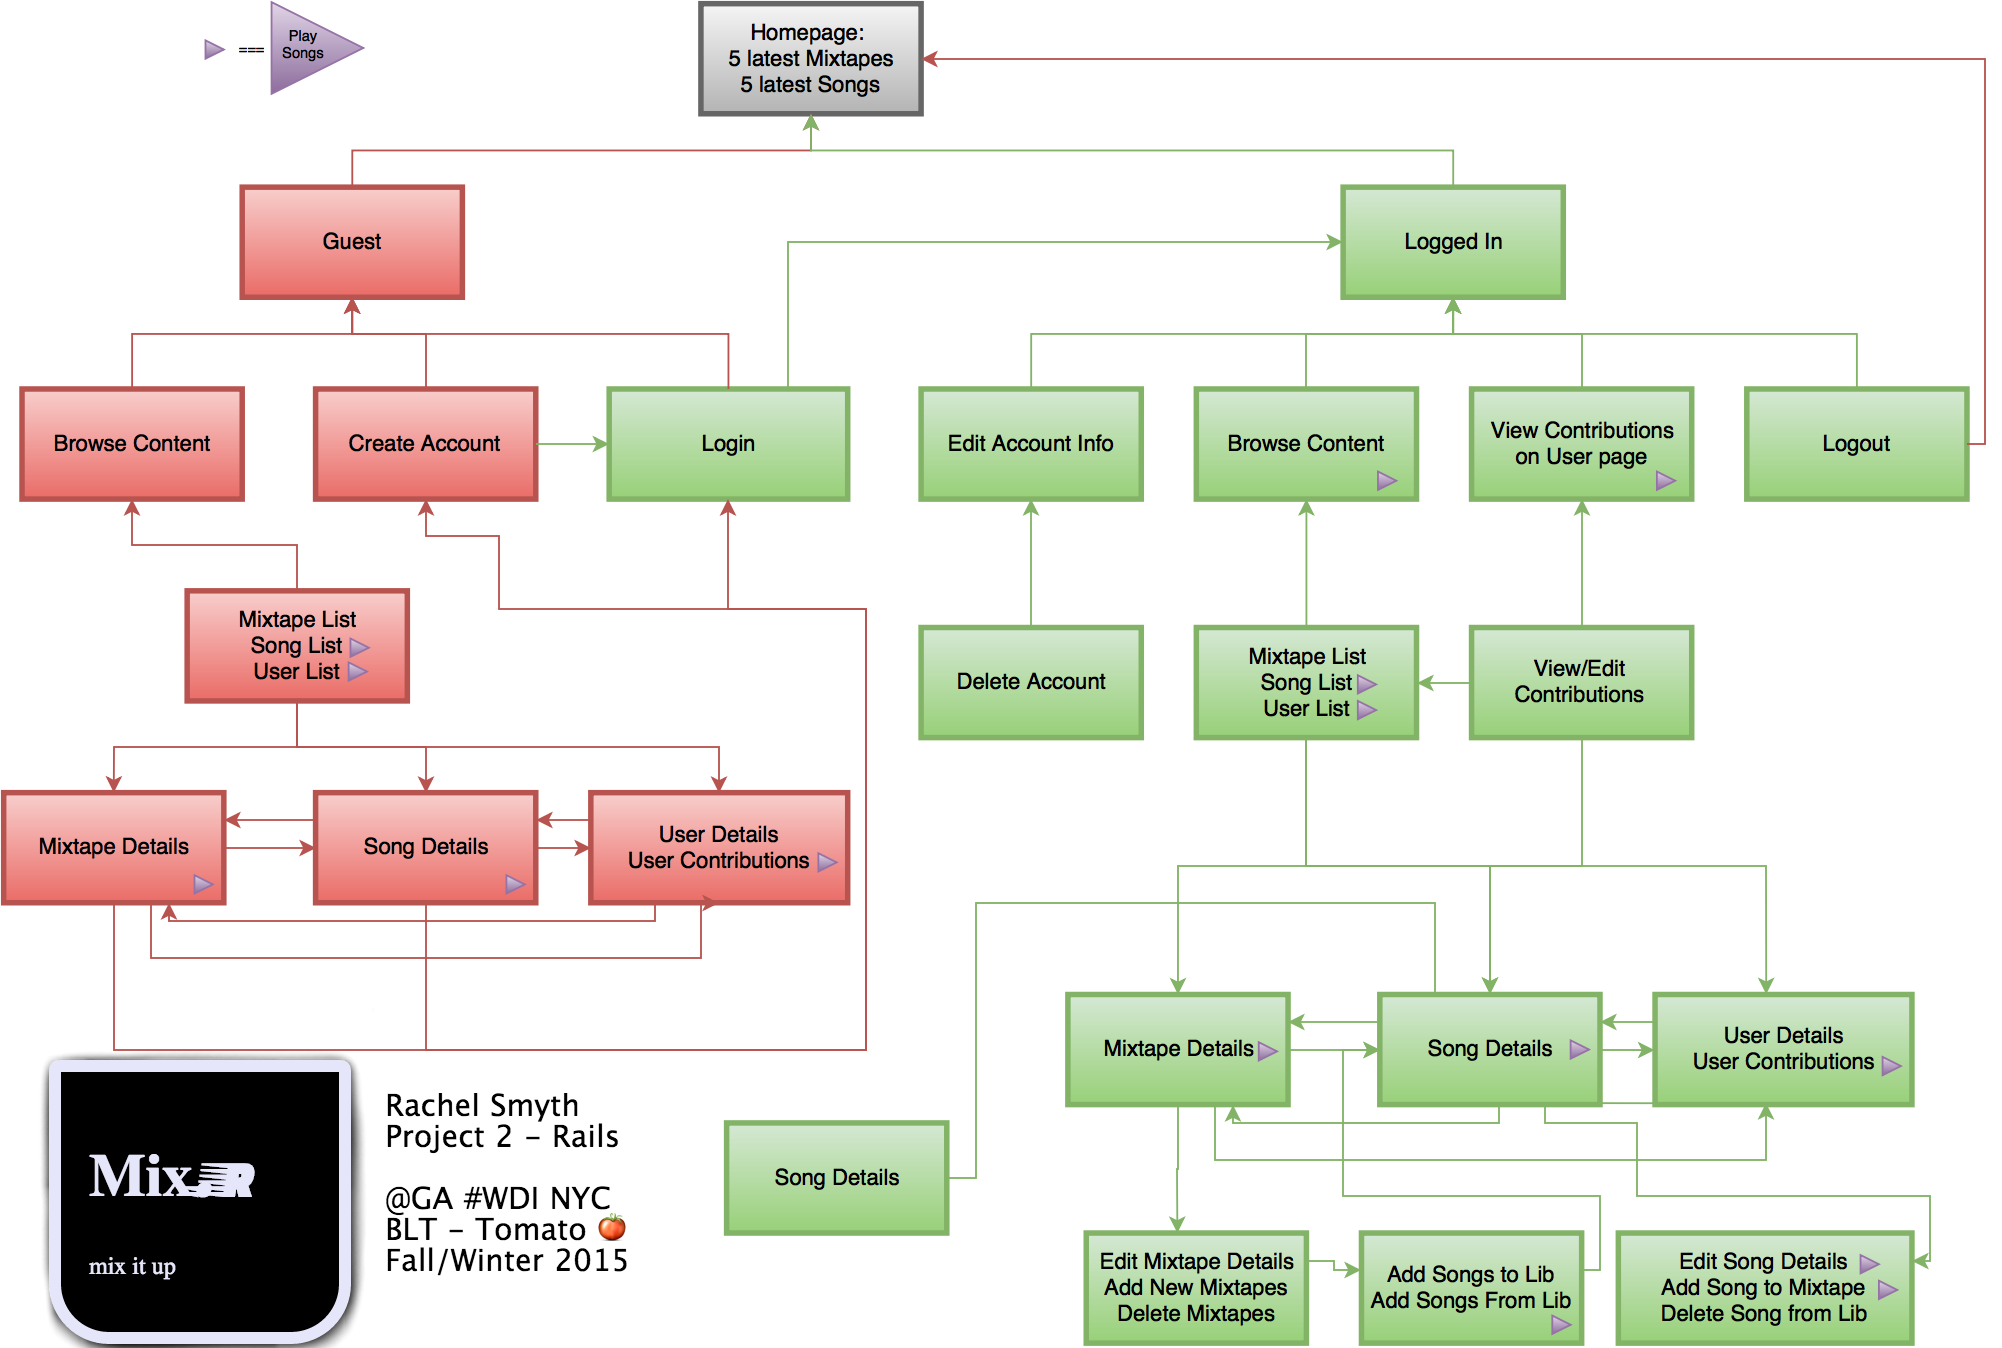 ===
Play
Songs
Homepage:
5 latest Mixtapes
5 latest Songs
Guest
Logged In
Browse Content
Create Account
Login
Edit Account Info
Browse Content
View Contributions
on User page
Logout
Mixtape List
Song List
User List
Delete Account
Mixtape List
Song List
User List
View/Edit
Contributions
Mixtape Details
Song Details
User Details
User Contributions
Mixtape Details
Song Details
User Details
User Contributions
Song Details
Edit Mixtape Details
Add New Mixtapes
Delete Mixtapes
Add Songs to Lib
Add Songs From Lib
Edit Song Details
Add Song to Mixtape
Delete Song from Lib
Mix.R
mix it up
Rachel Smyth
Project 2 - Rails
@GA #WDI NYC
BLT - Tomato 🍅
Fall/Winter 2015